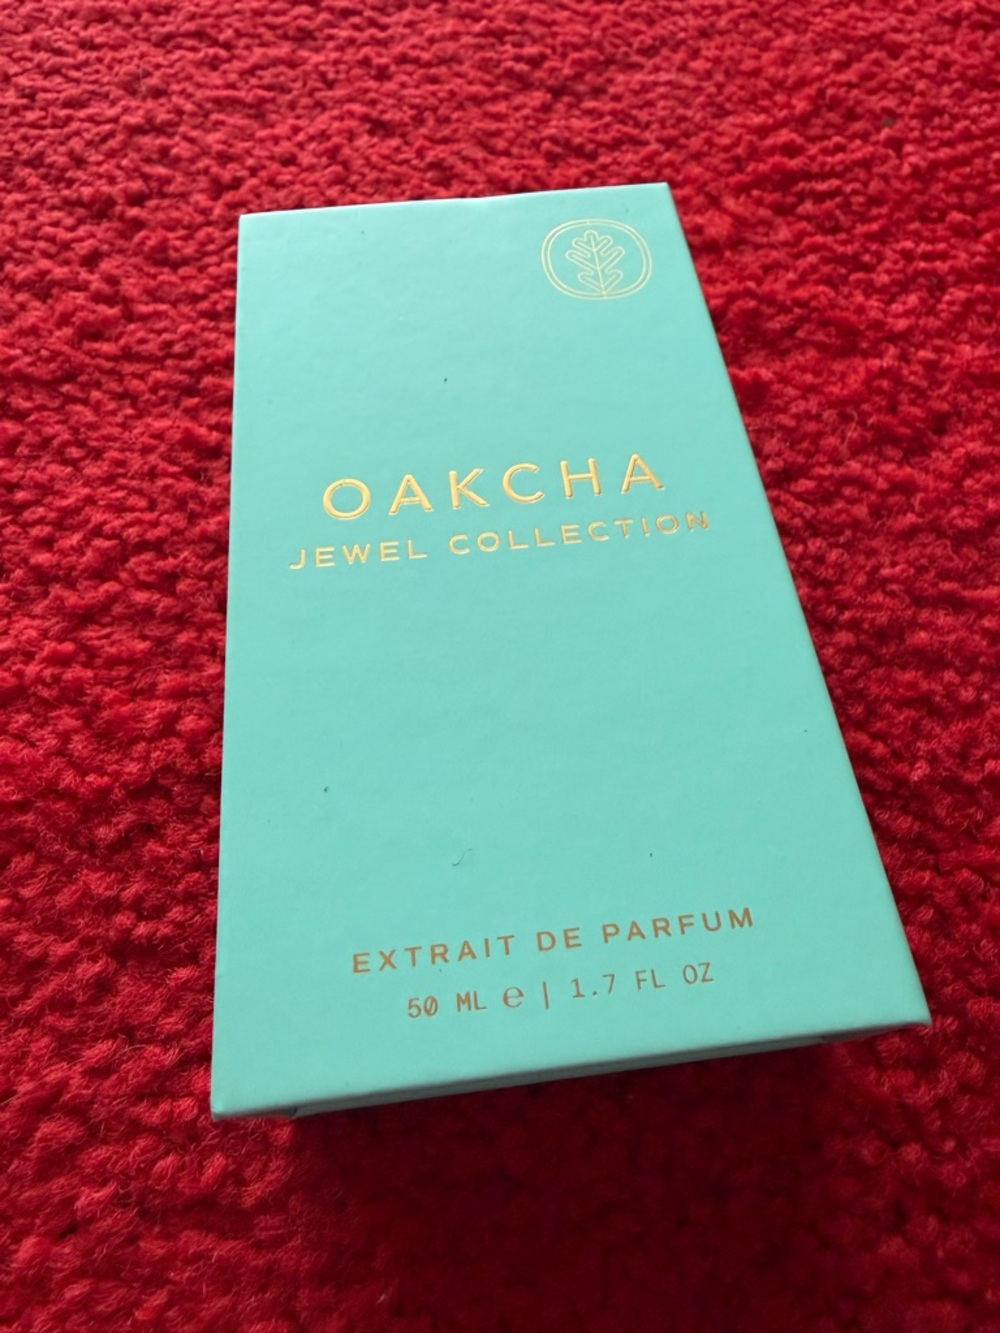 OAKCHA
JEWEL COLLECTION
EXTRAIT DE PARFUM
50 ML ℮ | 1.7 FL OZ